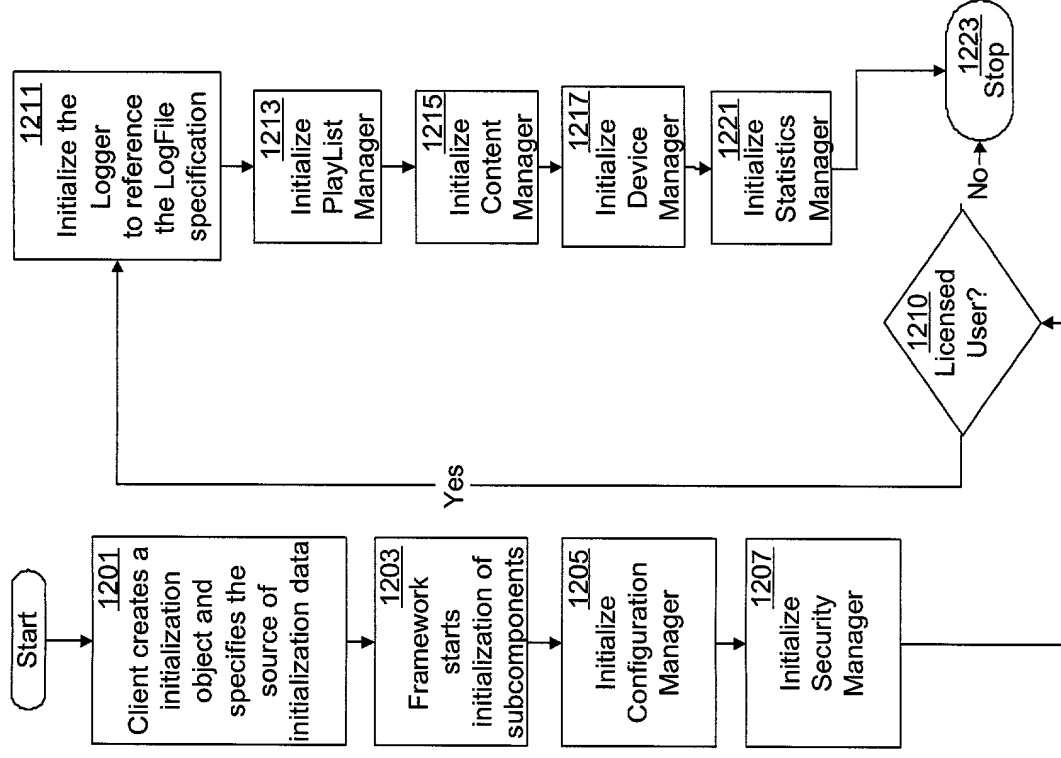 Start
1201
Client creates a
initialization
object and
specifies the
source of
initialization data
1203
Framework
starts
initialization of
subcomponents
1205
Initialize
Configuration
Manager
1207
Initialize
Security
Manager
1210
Licensed
User?
Yes
No
1211
Initialize the
Logger
to reference
the LogFile
specification
1213
Initialize
PlayList
Manager
1215
Initialize
Content
Manager
1217
Initialize
Device
Manager
1221
Initialize
Statistics
Manager
1223
Stop